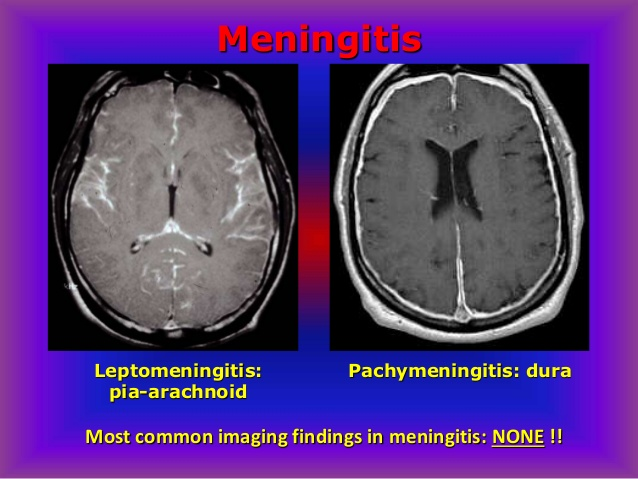 Meningitis
Leptomeningitis:
pia-arachnoid
Pachymeningitis: dura
Most common imaging findings in meningitis: NONE !!